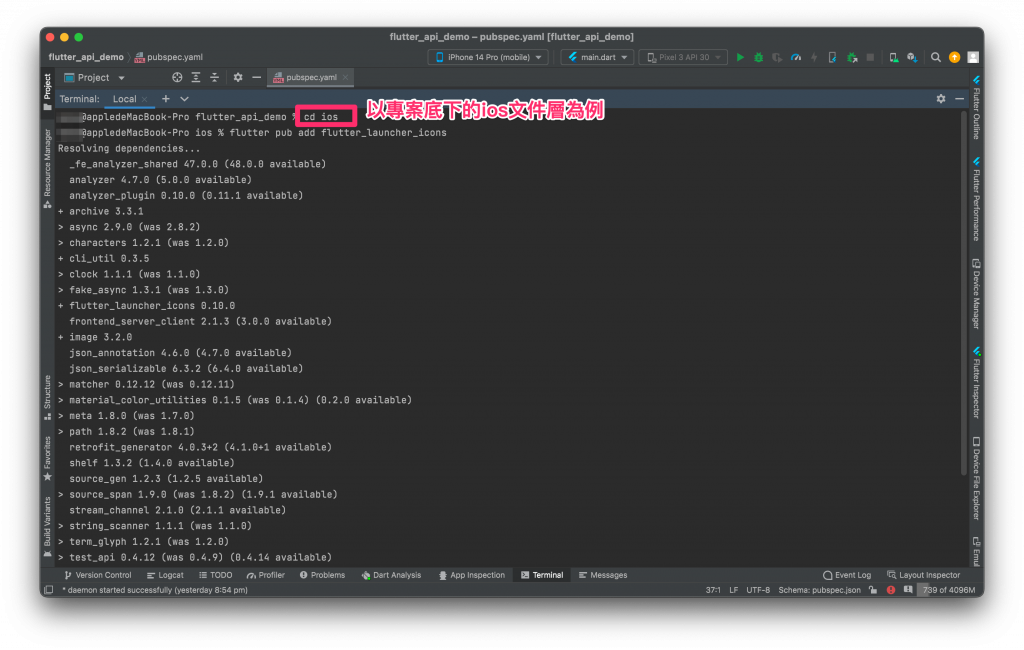 flutter_api_demo – pubspec.yaml [flutter_api_demo]
flutter_api_demo pubspec.yaml
iPhone 14 Pro (mobile) main.dart Pixel 3 API 30
Project pubspec.yaml
Terminal: Local
@appledeMacBook-Pro flutter_api_demo % cd ios
以專案底下的ios文件層為例
@appledeMacBook-Pro ios % flutter pub add flutter_launcher_icons
Resolving dependencies...
_fe_analyzer_shared 47.0.0 (48.0.0 available)
analyzer 4.7.0 (5.0.0 available)
analyzer_plugin 0.10.0 (0.11.1 available)
+ archive 3.3.1
> async 2.9.0 (was 2.8.2)
> characters 1.2.1 (was 1.2.0)
+ cli_util 0.3.5
> clock 1.1.1 (was 1.1.0)
> fake_async 1.3.1 (was 1.3.0)
+ flutter_launcher_icons 0.10.0
frontend_server_client 2.1.3 (3.0.0 available)
+ image 3.2.0
json_annotation 4.6.0 (4.7.0 available)
json_serializable 6.3.2 (6.4.0 available)
> matcher 0.12.12 (was 0.12.11)
> material_color_utilities 0.1.5 (was 0.1.4) (0.2.0 available)
> meta 1.8.0 (was 1.7.0)
> path 1.8.2 (was 1.8.1)
retrofit_generator 4.0.3+2 (4.1.0+1 available)
shelf 1.3.2 (1.4.0 available)
source_gen 1.2.3 (1.2.5 available)
> source_span 1.9.0 (was 1.8.2) (1.9.1 available)
stream_channel 2.1.0 (2.1.1 available)
> string_scanner 1.1.1 (was 1.1.0)
> term_glyph 1.2.1 (was 1.2.0)
> test_api 0.4.12 (was 0.4.9) (0.4.14 available)
Project
Resource Manager
Structure
Favorites
Build Variants
Flutter Outline
Flutter Performance
Device Manager
Flutter Inspector
Device File Explorer
Emul
Version Control Logcat TODO Profiler Problems Dart Analysis App Inspection Terminal Messages Event Log Layout Inspector
* daemon started successfully (yesterday 8:54 pm) 37:1 LF UTF-8 Schema: pubspec.json 739 of 4096M